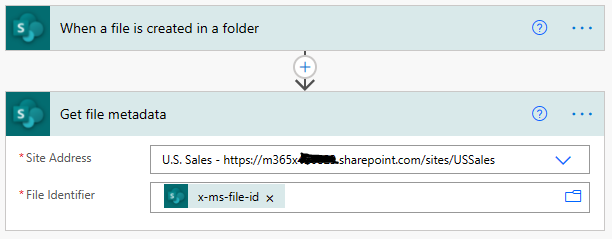 When a file is created in a folder
Get file metadata
* Site Address
U.S. Sales - https://m365x .sharepoint.com/sites/USSales
* File Identifier
x-ms-file-id ×